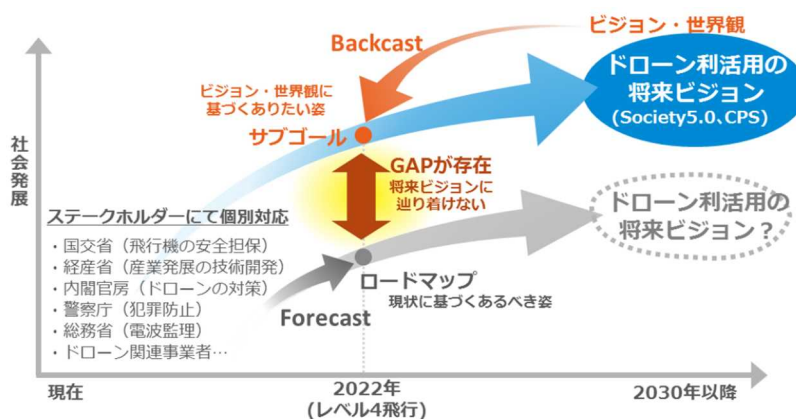 ビジョン・世界観
Backcast
ドローン利活用の
将来ビジョン
(Society5.0、CPS)
ビジョン・世界観に
基づくありたい姿
サブゴール
社会発展
GAPが存在
将来ビジョンに
辿り着けない
ステークホルダーにて個別対応
・国交省（飛行機の安全担保）
・経産省（産業発展の技術開発）
・内閣官房（ドローンの対策）
・警察庁（犯罪防止）
・総務省（電波監理）
・ドローン関連事業者…
ドローン利活用の
将来ビジョン？
ロードマップ
現状に基づくあるべき姿
Forecast
現在
2022年
(レベル4飛行)
2030年以降